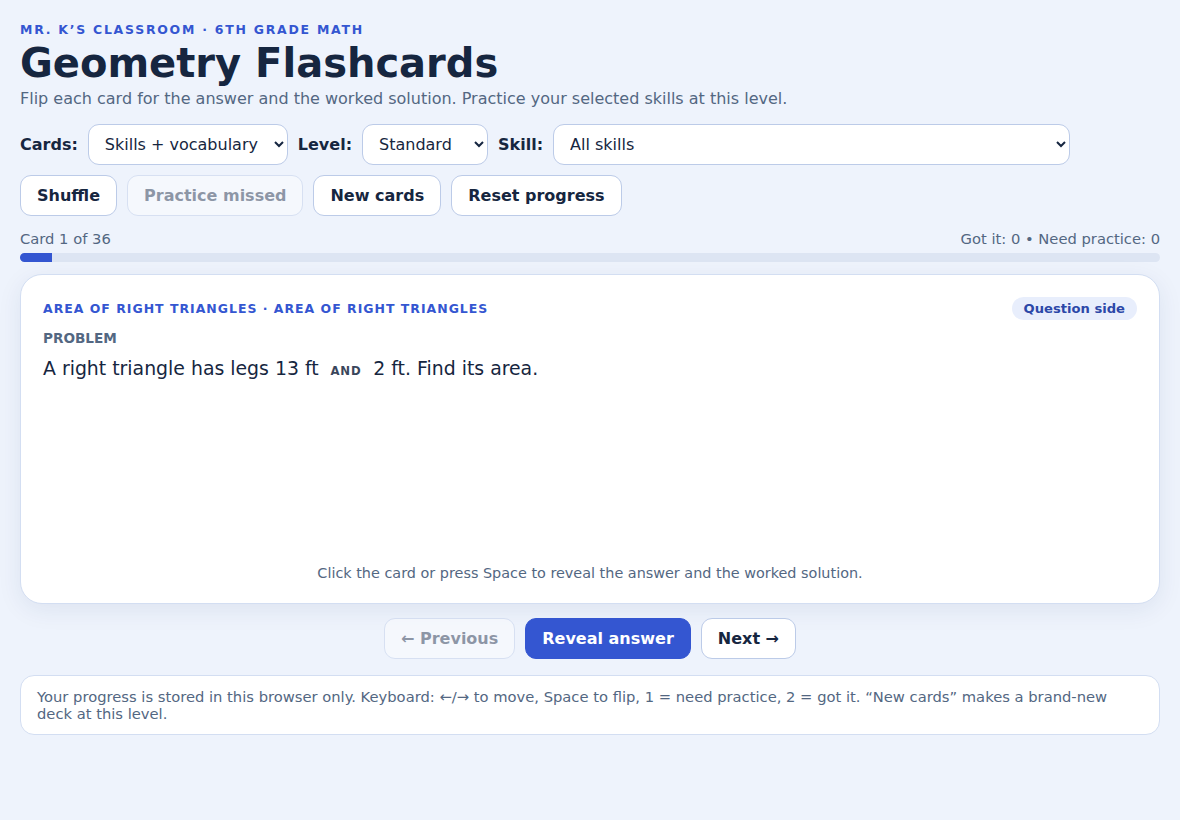 MR. K'S CLASSROOM · 6TH GRADE MATH
Geometry Flashcards
Flip each card for the answer and the worked solution. Practice your selected skills at this level.
Cards: Skills + vocabulary Level: Standard Skill: All skills
Shuffle Practice missed New cards Reset progress
Card 1 of 36 Got it: 0 • Need practice: 0
AREA OF RIGHT TRIANGLES · AREA OF RIGHT TRIANGLES Question side
PROBLEM
A right triangle has legs 13 ft AND 2 ft. Find its area.
Click the card or press Space to reveal the answer and the worked solution.
← Previous Reveal answer Next →
Your progress is stored in this browser only. Keyboard: ←/→ to move, Space to flip, 1 = need practice, 2 = got it. “New cards” makes a brand-new
deck at this level.